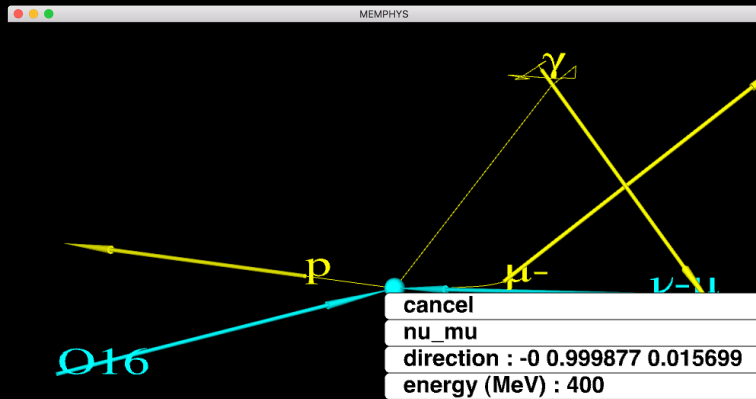 MEMPHYS
γ
p
μ-
ν-μ
O16
cancel
nu_mu
direction : -0 0.999877 0.015699
energy (MeV) : 400